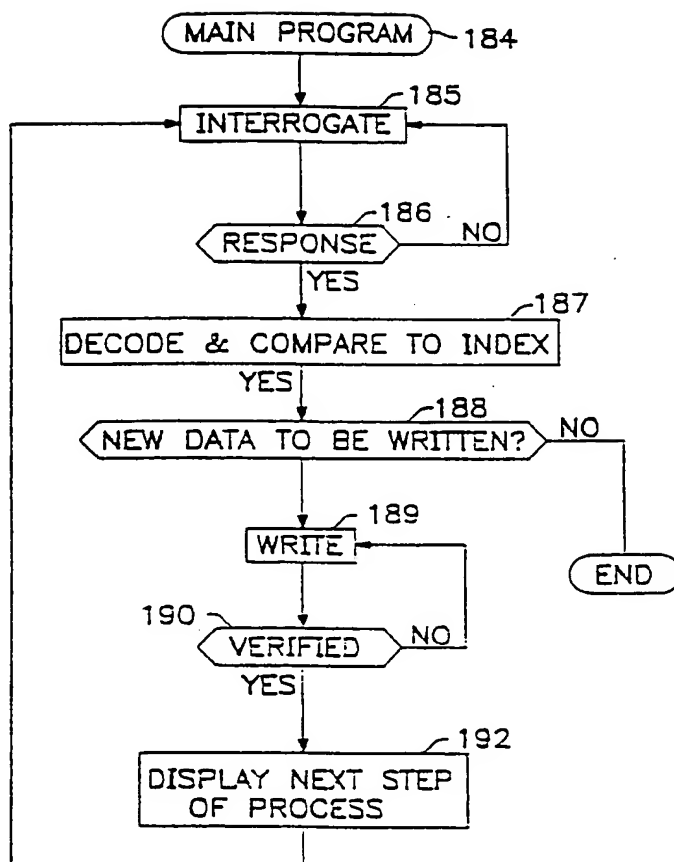 MAIN PROGRAM 184
185
INTERROGATE
186
RESPONSE NO
YES
187
DECODE & COMPARE TO INDEX
YES
188
NEW DATA TO BE WRITTEN? NO
189
WRITE
END
190
VERIFIED NO
YES
192
DISPLAY NEXT STEP
OF PROCESS